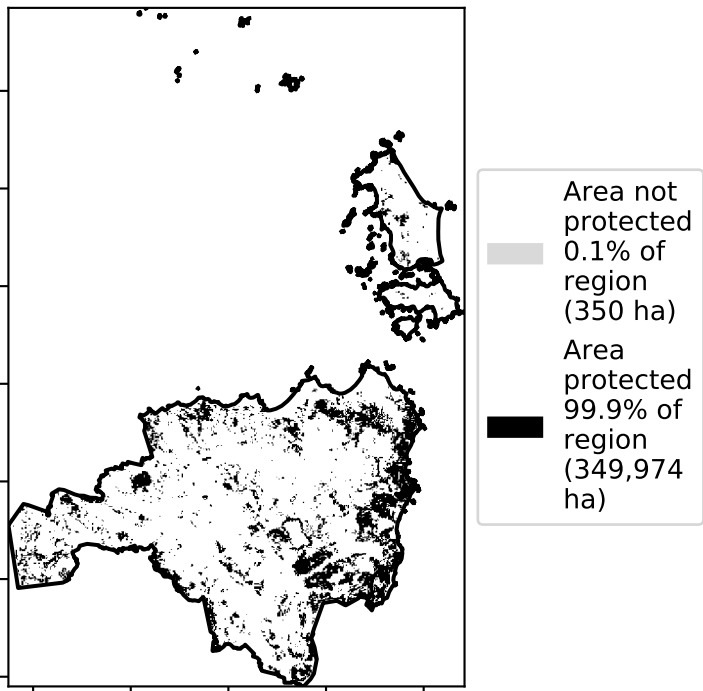 Area not
protected
0.1% of
region
(350 ha)
Area
protected
99.9% of
region
(349,974
ha)